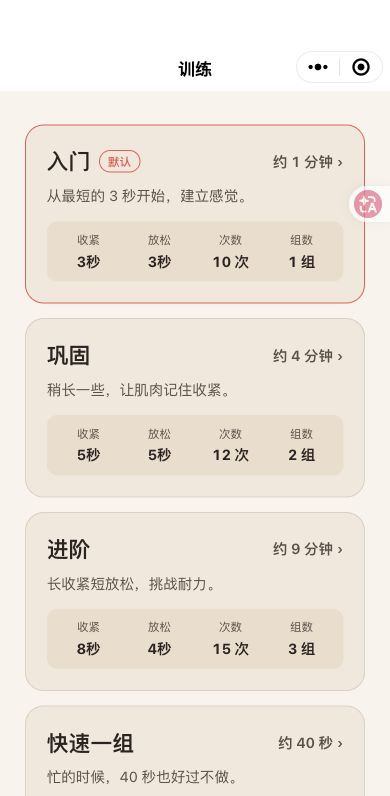 训练
入门 默认 约 1 分钟 ›
从最短的 3 秒开始，建立感觉。
收紧 放松 次数 组数
3秒 3秒 10 次 1 组
巩固 约 4 分钟 ›
稍长一些，让肌肉记住收紧。
收紧 放松 次数 组数
5秒 5秒 12 次 2 组
进阶 约 9 分钟 ›
长收紧短放松，挑战耐力。
收紧 放松 次数 组数
8秒 4秒 15 次 3 组
快速一组 约 40 秒 ›
忙的时候，40 秒也好过不做。